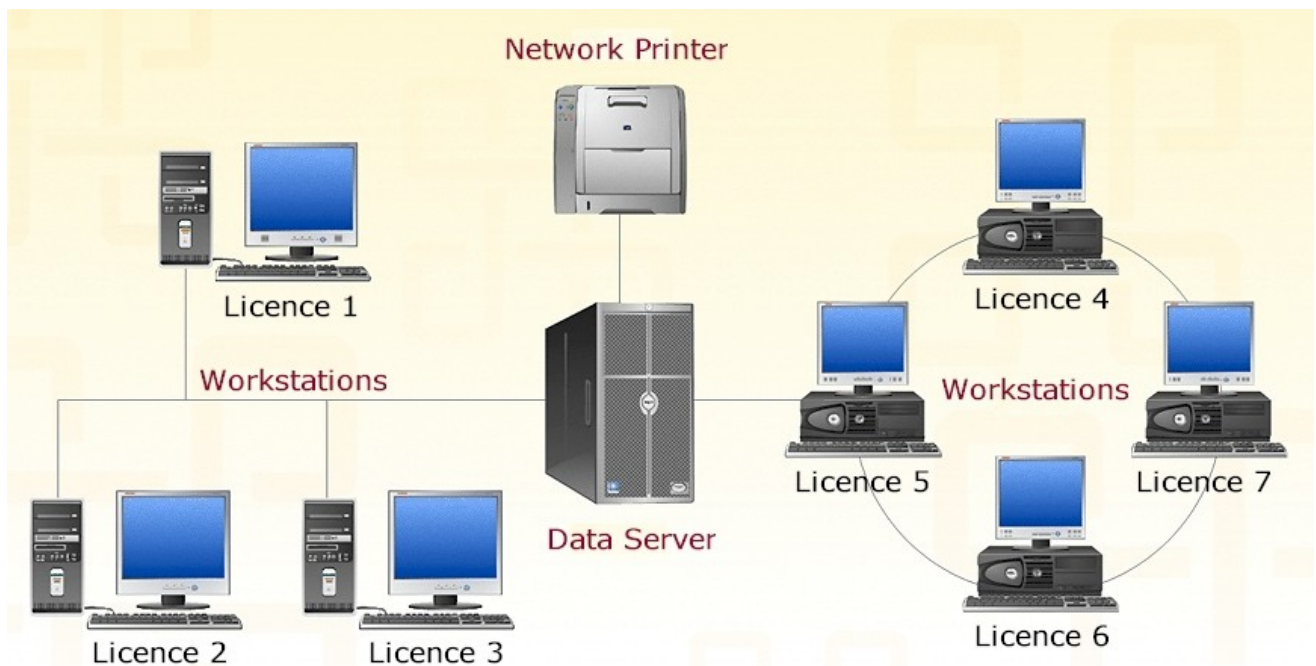 Network Printer
Licence 1
Licence 4
Workstations
Licence 5
Workstations
Licence 7
Data Server
Licence 2
Licence 3
Licence 6